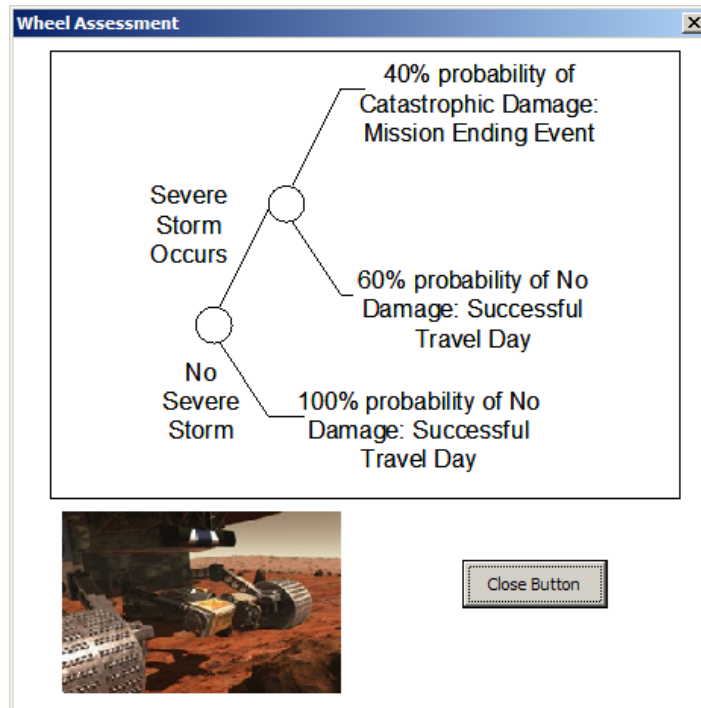 Wheel Assessment
40% probability of
Catastrophic Damage:
Mission Ending Event
Severe
Storm
Occurs
60% probability of No
Damage: Successful
Travel Day
No
Severe
Storm
100% probability of No
Damage: Successful
Travel Day
Close Button